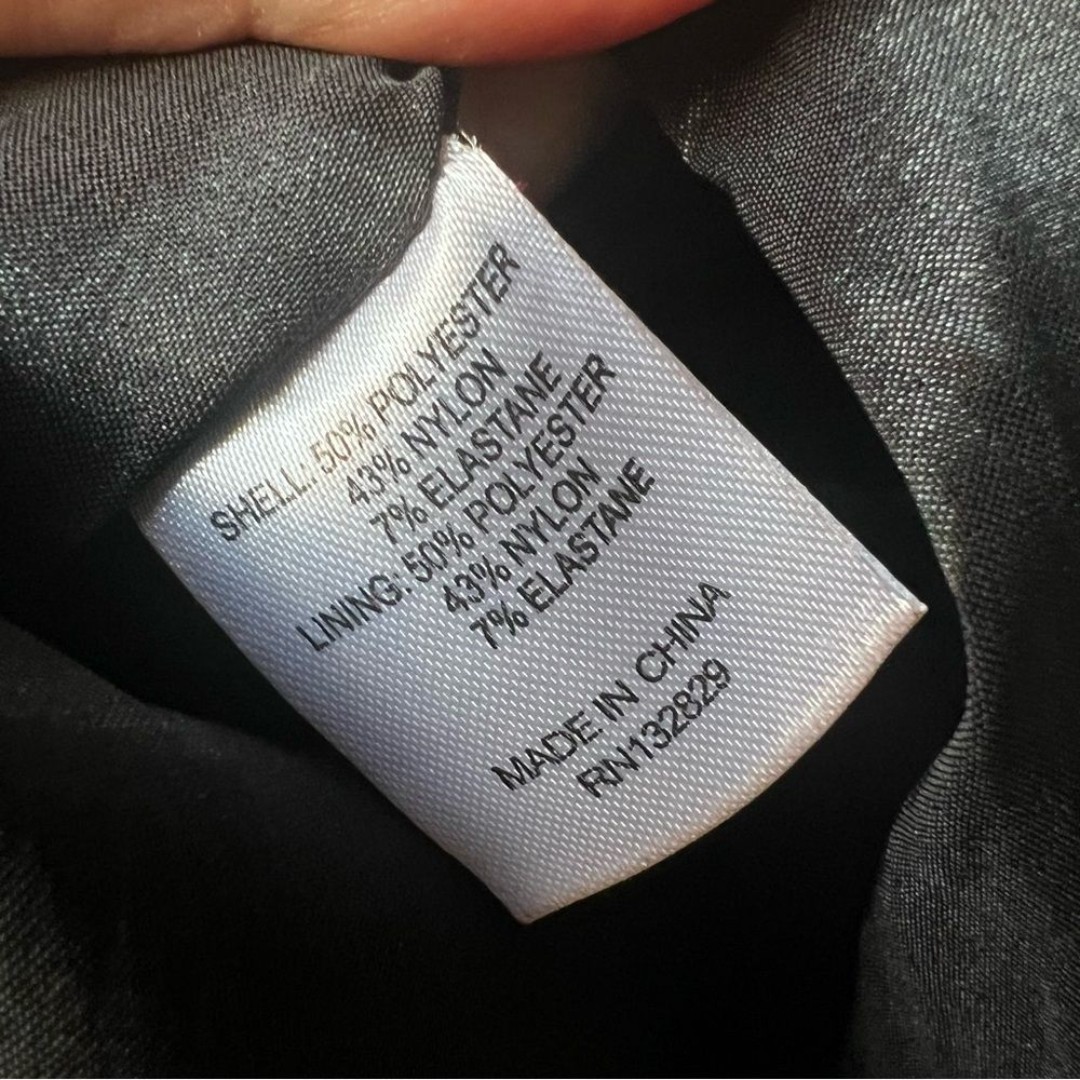 SHELL: 50% POLYESTER
43% NYLON
7% ELASTANE
LINING: 50% POLYESTER
43% NYLON
7% ELASTANE
MADE IN CHINA
RN132829